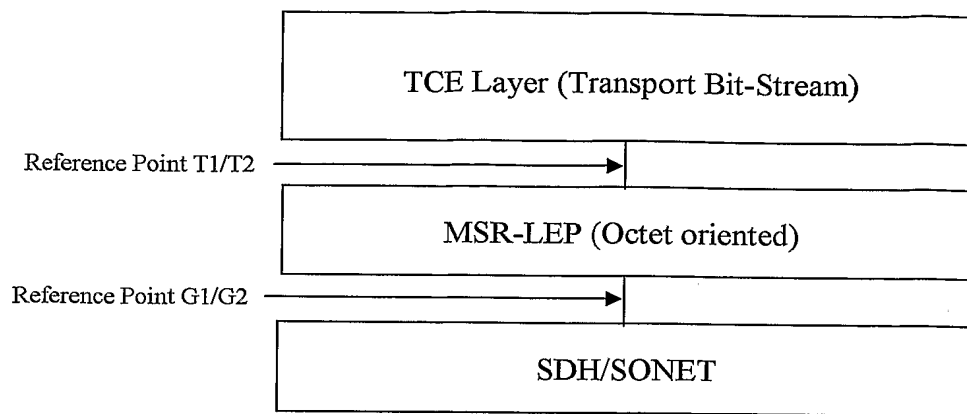 TCE Layer (Transport Bit-Stream)
Reference Point T1/T2
MSR-LEP (Octet oriented)
Reference Point G1/G2
SDH/SONET